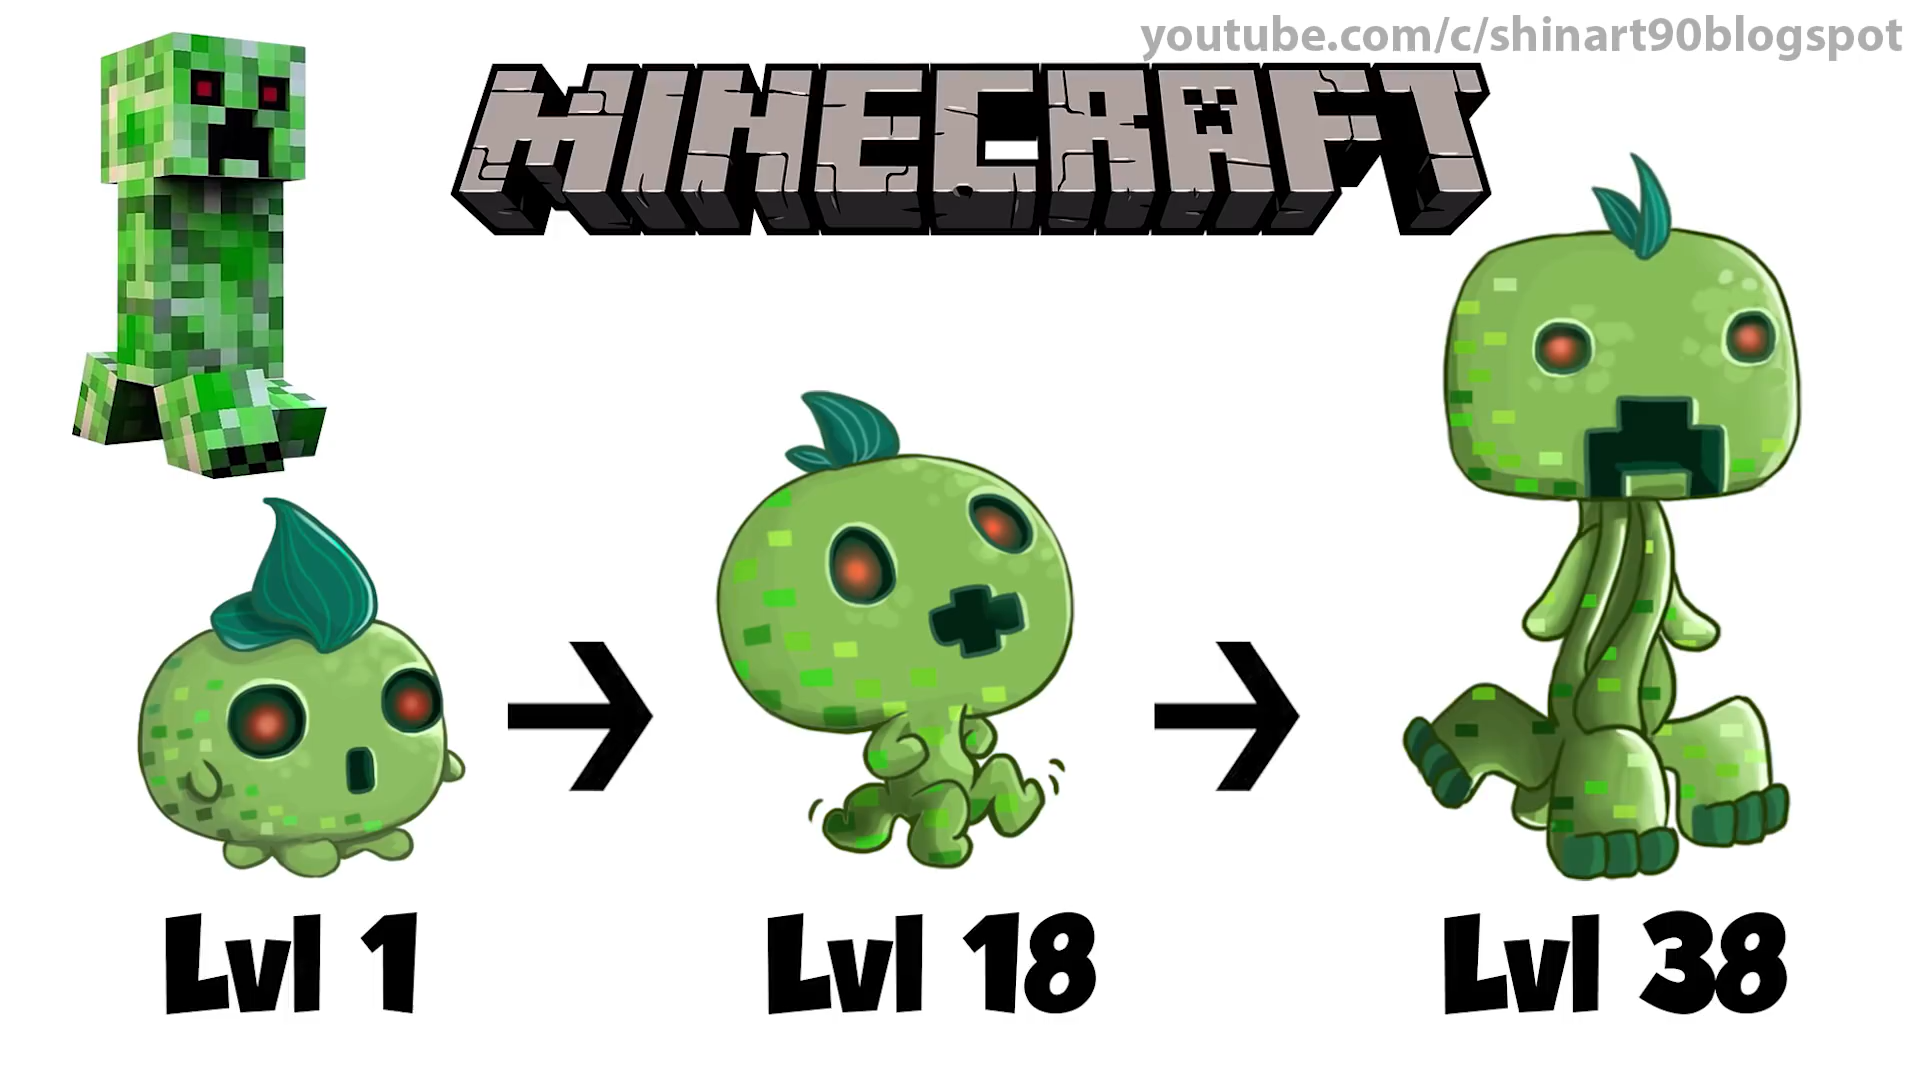 youtube.com/c/shinart90blogspot
MINECRAFT
Lvl 1
Lvl 18
Lvl 38